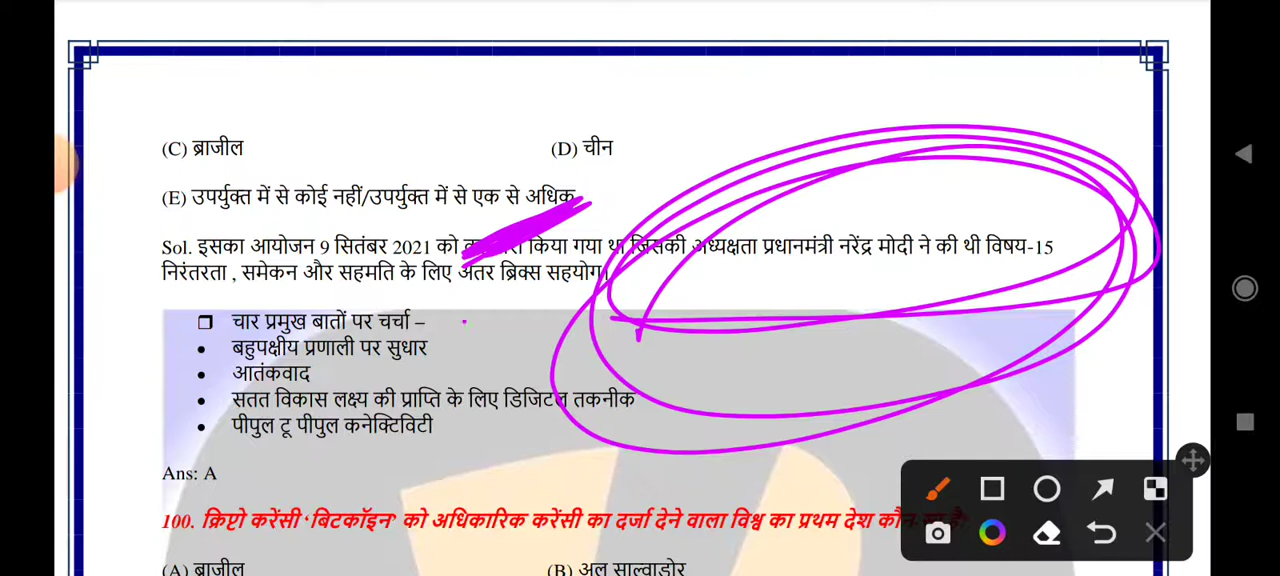 (C) ब्राजील (D) चीन
(E) उपर्युक्त में से कोई नहीं/उपर्युक्त में से एक से अधिक
Sol. इसका आयोजन 9 सितंबर 2021 को किया गया था जिसकी अध्यक्षता प्रधानमंत्री नरेंद्र मोदी ने की थी विषय-15
निरंतरता , समेकन और सहमति के लिए अंतर ब्रिक्स सहयोग।
❒ चार प्रमुख बातों पर चर्चा –
• बहुपक्षीय प्रणाली पर सुधार
• आतंकवाद
• सतत विकास लक्ष्य की प्राप्ति के लिए डिजिटल तकनीक
• पीपुल टू पीपुल कनेक्टिविटी
Ans: A
100. क्रिप्टो करेंसी ‘बिटकॉइन’ को अधिकारिक करेंसी का दर्जा देने वाला विश्व का प्रथम देश कौन
(A) ब्राजील (B) अल साल्वाडोर